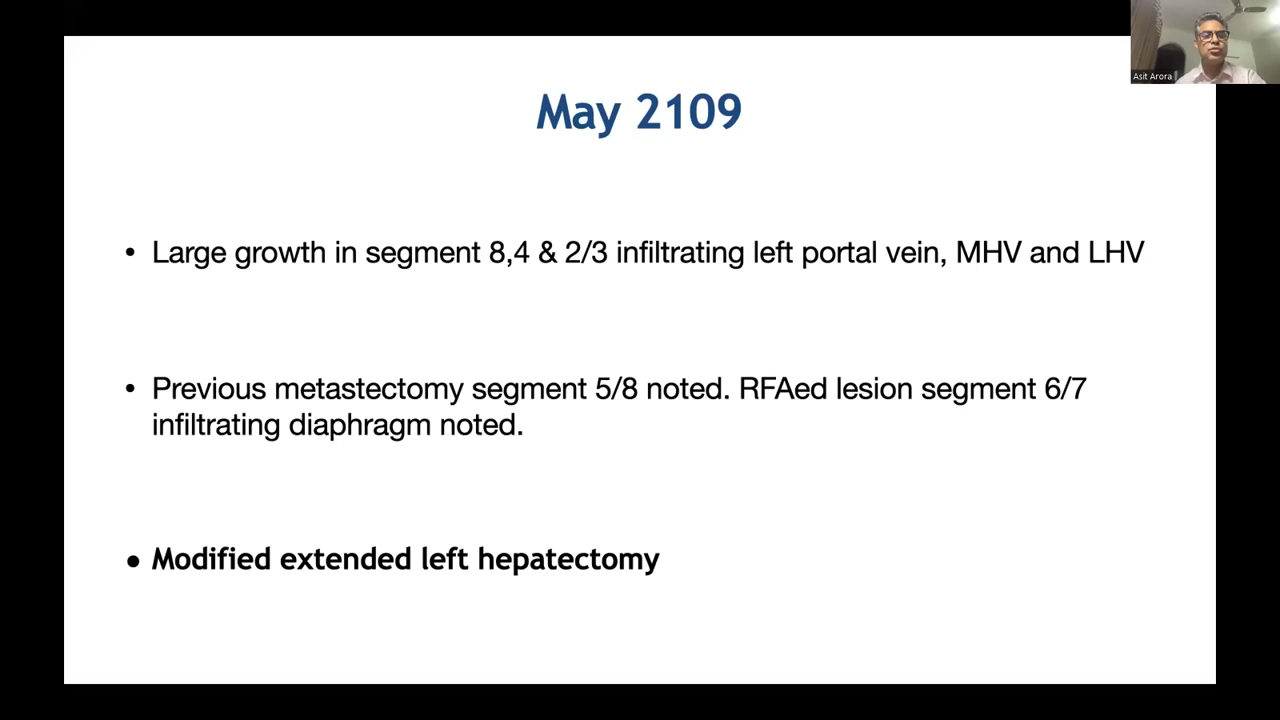 Asit Arora
May 2109
• Large growth in segment 8,4 & 2/3 infiltrating left portal vein, MHV and LHV
• Previous metastectomy segment 5/8 noted. RFAed lesion segment 6/7
infiltrating diaphragm noted.
• Modified extended left hepatectomy